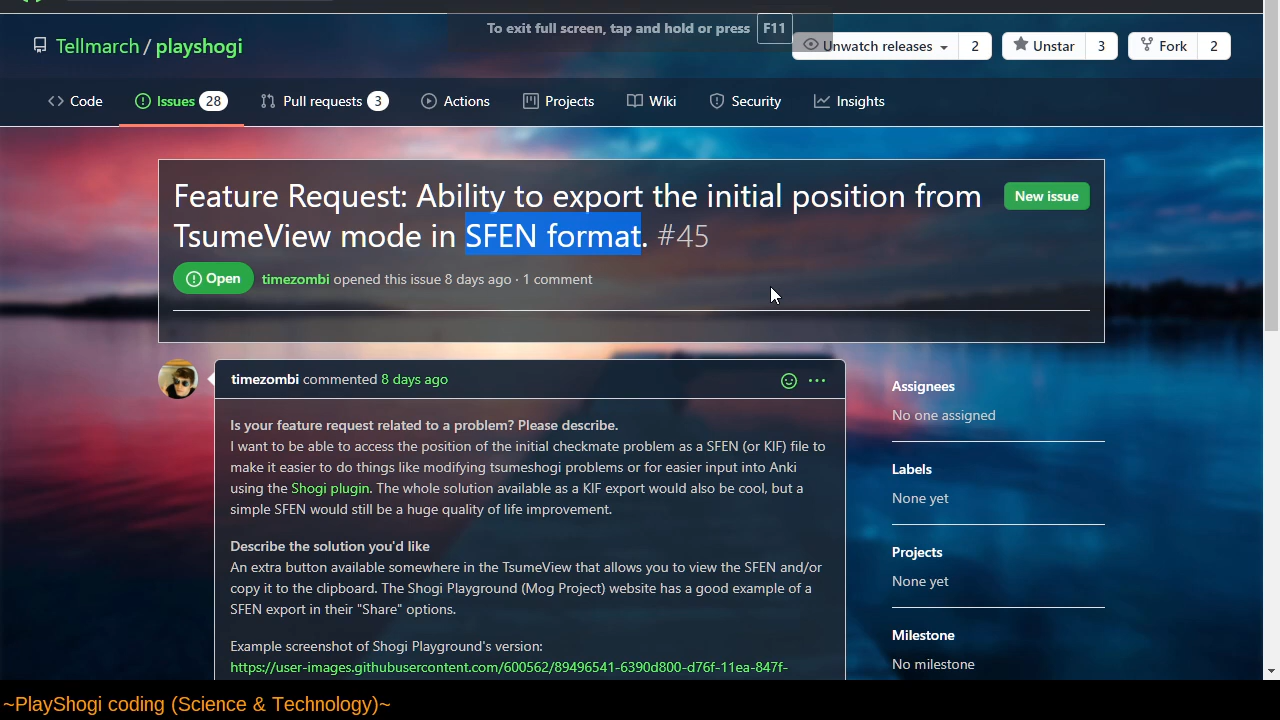 To exit full screen, tap and hold or press F11
Tellmarch / playshogi
Unwatch releases 2
Unstar 3
Fork 2
Code
Issues 28
Pull requests 3
Actions
Projects
Wiki
Security
Insights
Feature Request: Ability to export the initial position from
TsumeView mode in SFEN format. #45
New issue
Open
timezombi opened this issue 8 days ago · 1 comment
timezombi commented 8 days ago
Is your feature request related to a problem? Please describe.
I want to be able to access the position of the initial checkmate problem as a SFEN (or KIF) file to
make it easier to do things like modifying tsumeshogi problems or for easier input into Anki
using the Shogi plugin. The whole solution available as a KIF export would also be cool, but a
simple SFEN would still be a huge quality of life improvement.
Describe the solution you'd like
An extra button available somewhere in the TsumeView that allows you to view the SFEN and/or
copy it to the clipboard. The Shogi Playground (Mog Project) website has a good example of a
SFEN export in their "Share" options.
Example screenshot of Shogi Playground's version:
https://user-images.githubusercontent.com/600562/89496541-6390d800-d76f-11ea-847f-
Assignees
No one assigned
Labels
None yet
Projects
None yet
Milestone
No milestone
~PlayShogi coding (Science & Technology)~